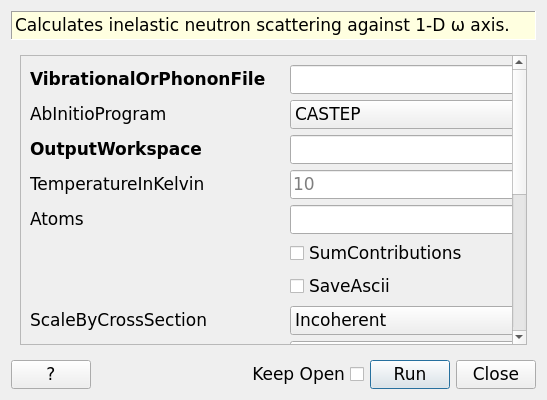 Calculates inelastic neutron scattering against 1-D ω axis.
VibrationalOrPhononFile
AbInitioProgram CASTEP
OutputWorkspace
TemperatureInKelvin 10
Atoms
SumContributions
SaveAscii
ScaleByCrossSection Incoherent
? Keep Open Run Close